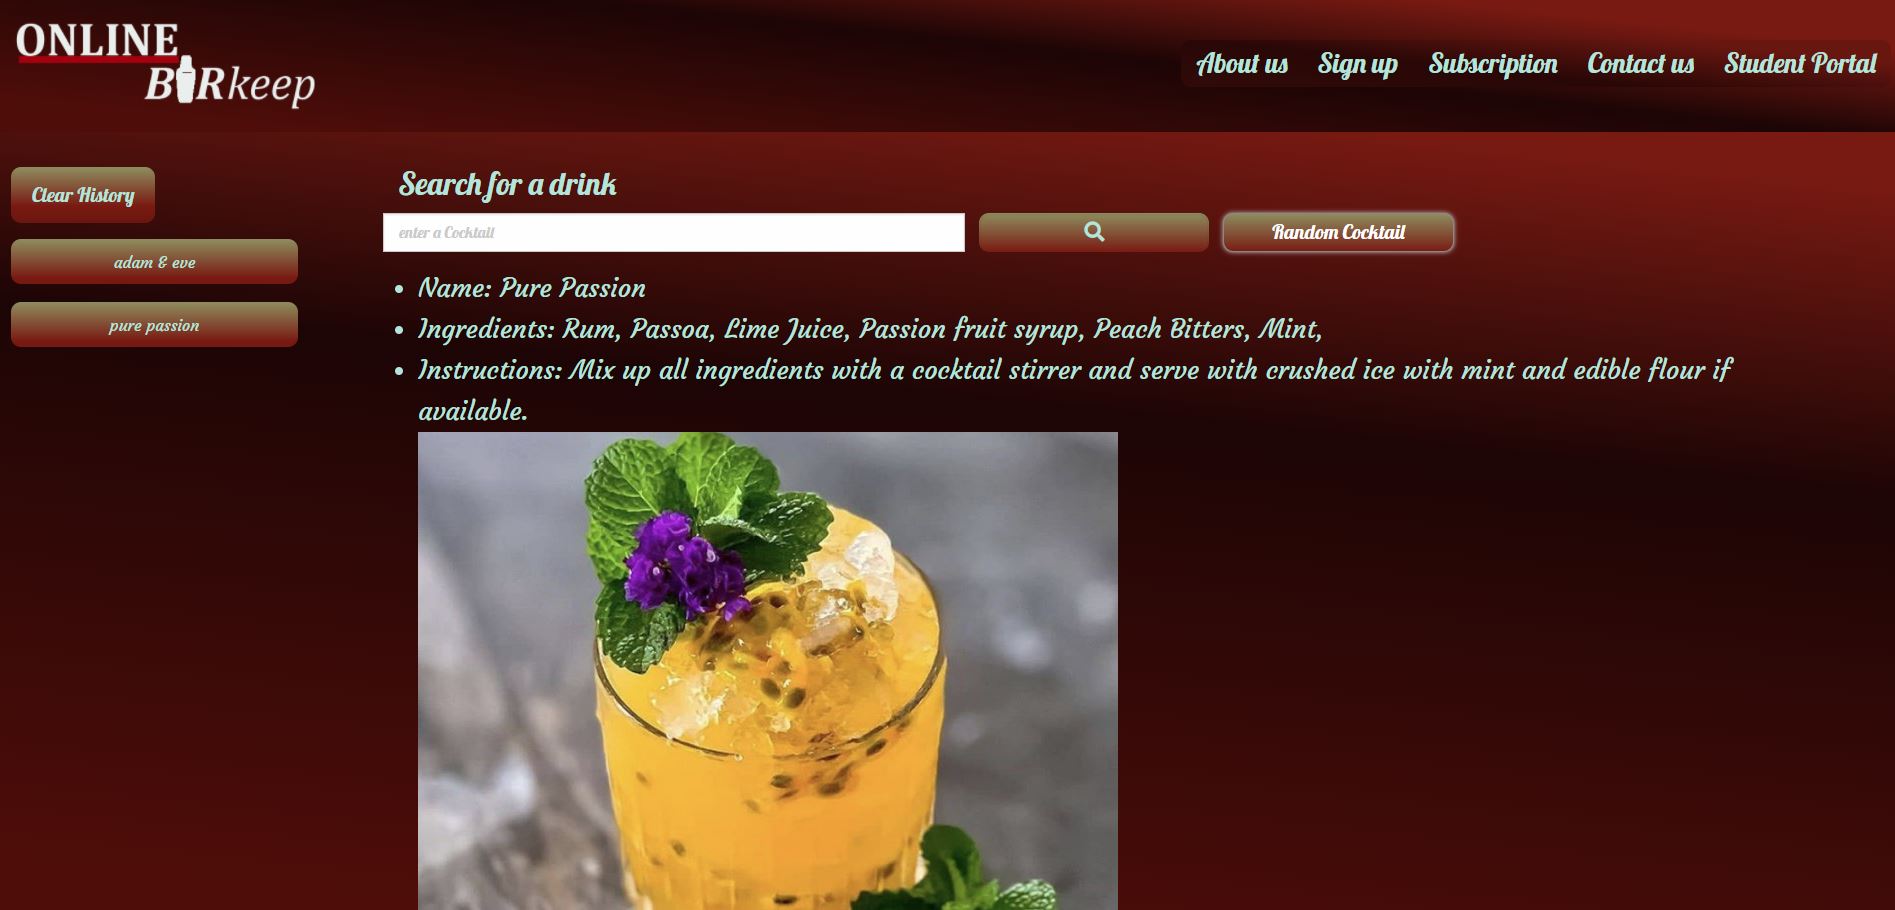 ONLINE
BARkeep
About us Sign up Subscription Contact us Student Portal
Clear History
adam & eve
pure passion
Search for a drink
enter a Cocktail
Random Cocktail
• Name: Pure Passion
• Ingredients: Rum, Passoa, Lime Juice, Passion fruit syrup, Peach Bitters, Mint,
• Instructions: Mix up all ingredients with a cocktail stirrer and serve with crushed ice with mint and edible flour if
available.